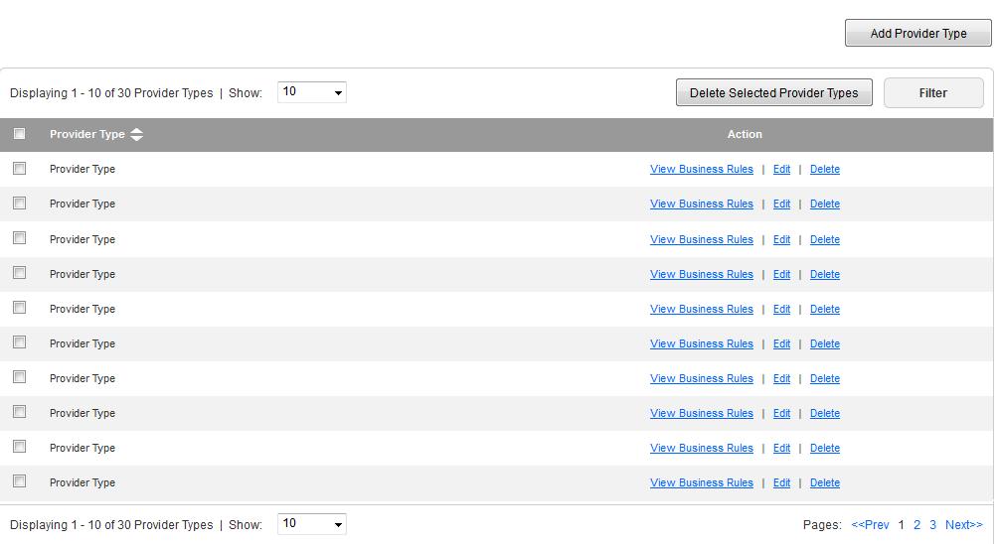 Add Provider Type
Displaying 1 - 10 of 30 Provider Types | Show: 10 Delete Selected Provider Types Filter
Provider Type Action
Provider Type View Business Rules | Edit | Delete
Provider Type View Business Rules | Edit | Delete
Provider Type View Business Rules | Edit | Delete
Provider Type View Business Rules | Edit | Delete
Provider Type View Business Rules | Edit | Delete
Provider Type View Business Rules | Edit | Delete
Provider Type View Business Rules | Edit | Delete
Provider Type View Business Rules | Edit | Delete
Provider Type View Business Rules | Edit | Delete
Provider Type View Business Rules | Edit | Delete
Displaying 1 - 10 of 30 Provider Types | Show: 10 Pages: <<Prev 1 2 3 Next>>